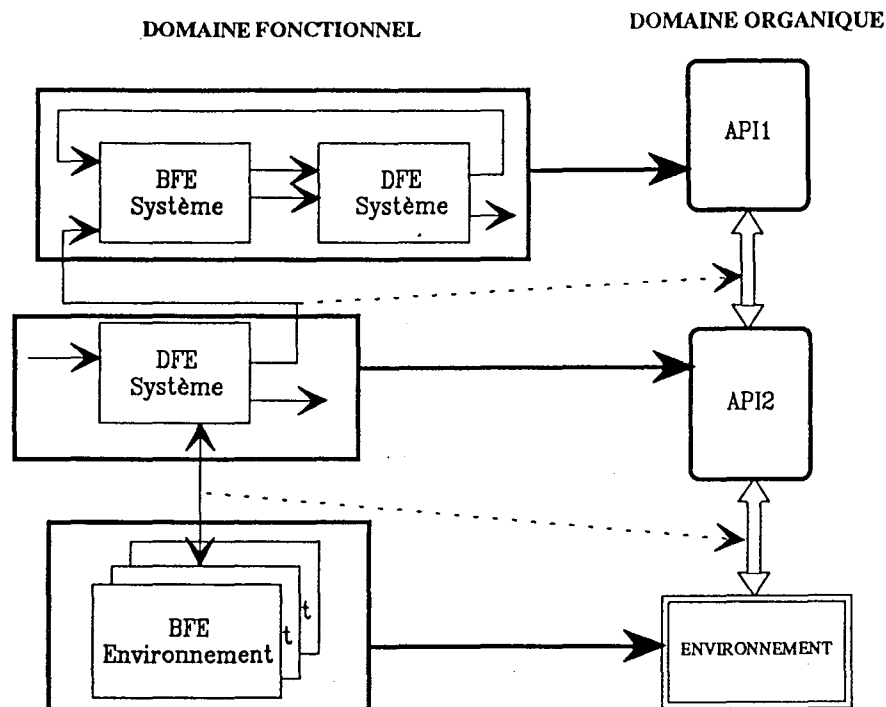 DOMAINE FONCTIONNEL
DOMAINE ORGANIQUE
BFE
Système
DFE
Système
API1
DFE
Système
API2
BFE
Environnement
t
t
ENVIRONNEMENT